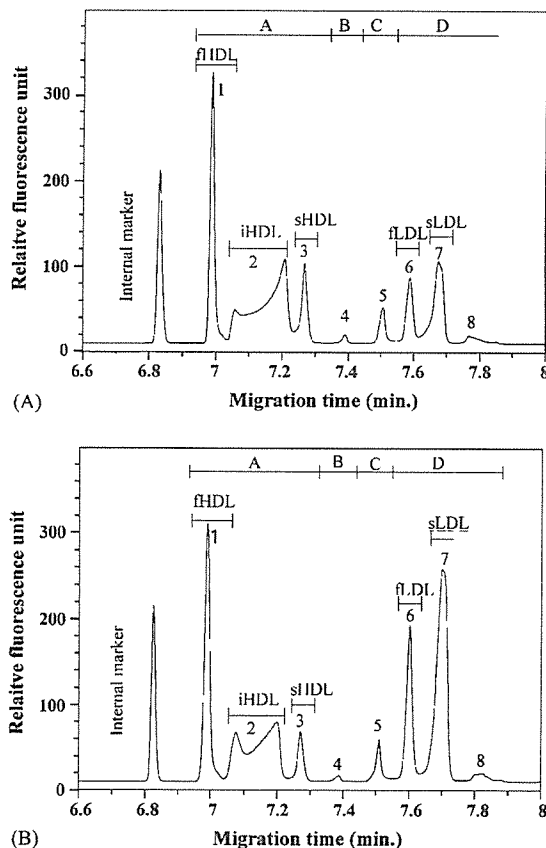 A B C D
fHDL
1
300
iHDL
sHDL
2
3
sLDL
fLDL
7
6
200
100
0
4
5
8
Relaitve fluorescence unit
Internal marker
6.6 6.8 7 7.2 7.4 7.6 7.8 8
(A)
Migration time (min.)
A B C D
fHDL
1
300
sLDL
7
fLDL
6
200
sHDL
iHDL
2
3
100
0
4
5
8
Relaitve fluorescence unit
Internal marker
6.6 6.8 7 7.2 7.4 7.6 7.8 8
(B)
Migration time (min.)